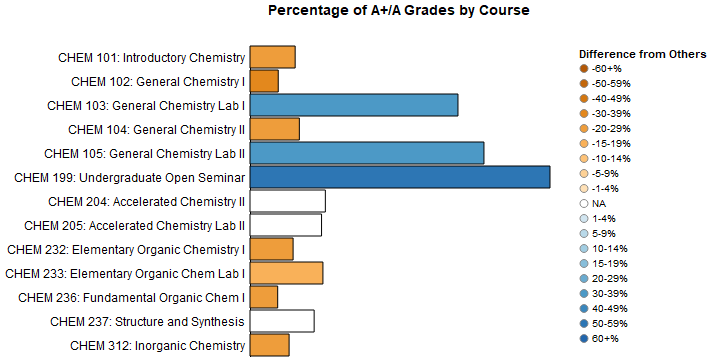 Percentage of A+/A Grades by Course
CHEM 101: Introductory Chemistry
CHEM 102: General Chemistry I
CHEM 103: General Chemistry Lab I
CHEM 104: General Chemistry II
CHEM 105: General Chemistry Lab II
CHEM 199: Undergraduate Open Seminar
CHEM 204: Accelerated Chemistry II
CHEM 205: Accelerated Chemistry Lab II
CHEM 232: Elementary Organic Chemistry I
CHEM 233: Elementary Organic Chem Lab I
CHEM 236: Fundamental Organic Chem I
CHEM 237: Structure and Synthesis
CHEM 312: Inorganic Chemistry
Difference from Others
-60+%
-50-59%
-40-49%
-30-39%
-20-29%
-15-19%
-10-14%
-5-9%
-1-4%
NA
1-4%
5-9%
10-14%
15-19%
20-29%
30-39%
40-49%
50-59%
60+%